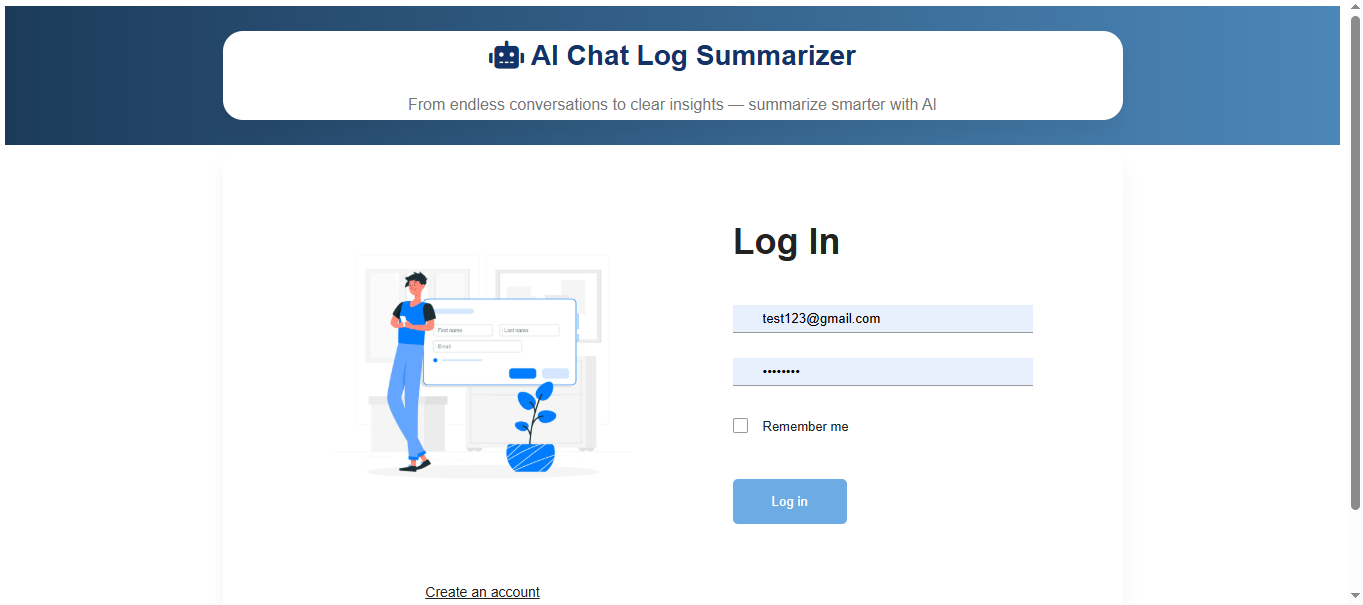 AI Chat Log Summarizer
From endless conversations to clear insights — summarize smarter with AI
Log In
First name
Last name
Email
test123@gmail.com
••••••••
Remember me
Log in
Create an account